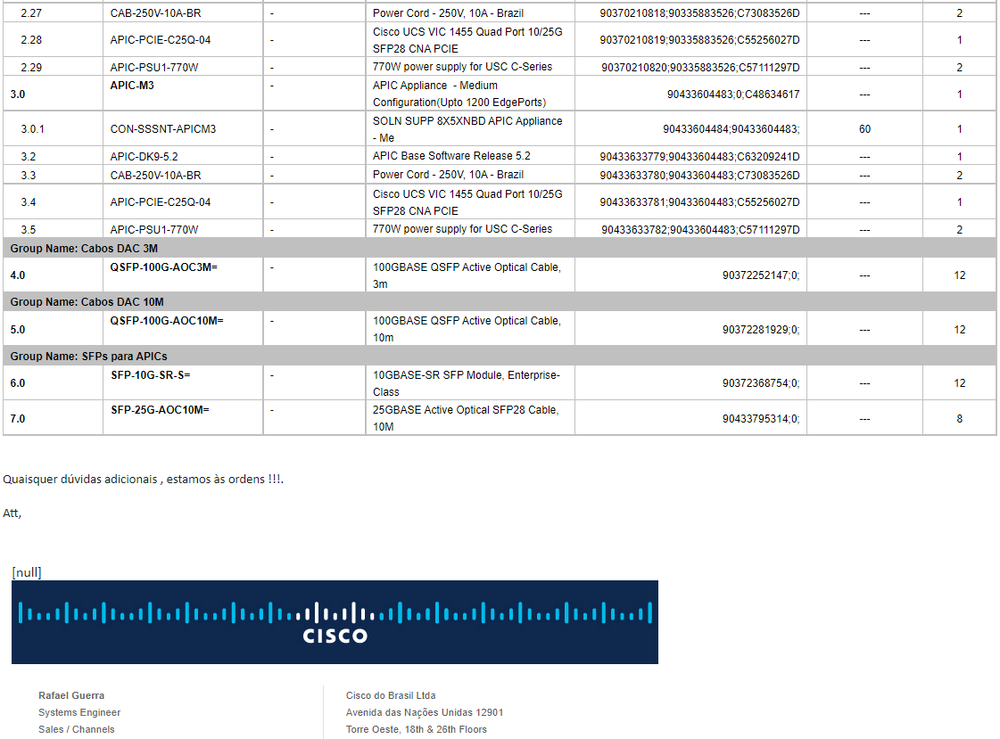 2.27 CAB-250V-10A-BR - Power Cord - 250V, 10A - Brazil 90370210818;90335883526;C73083526D --- 2
2.28 APIC-PCIE-C25Q-04 - Cisco UCS VIC 1455 Quad Port 10/25G 90370210819;90335883526;C55256027D --- 1
SFP28 CNA PCIE
2.29 APIC-PSU1-770W - 770W power supply for USC C-Series 90370210820;90335883526;C57111297D --- 2
3.0 APIC-M3 - APIC Appliance - Medium 90433604483;0;C48634617 --- 1
Configuration(Upto 1200 EdgePorts)
3.0.1 CON-SSSNT-APICM3 - SOLN SUPP 8X5XNBD APIC Appliance 90433604484;90433604483; 60 1
- Me
3.2 APIC-DK9-5.2 - APIC Base Software Release 5.2 90433633779;90433604483;C63209241D --- 1
3.3 CAB-250V-10A-BR - Power Cord - 250V, 10A - Brazil 90433633780;90433604483;C73083526D --- 2
3.4 APIC-PCIE-C25Q-04 - Cisco UCS VIC 1455 Quad Port 10/25G 90433633781;90433604483;C55256027D --- 1
SFP28 CNA PCIE
3.5 APIC-PSU1-770W - 770W power supply for USC C-Series 90433633782;90433604483;C57111297D --- 2
Group Name: Cabos DAC 3M
4.0 QSFP-100G-AOC3M= - 100GBASE QSFP Active Optical Cable, 90372252147;0; --- 12
3m
Group Name: Cabos DAC 10M
5.0 QSFP-100G-AOC10M= - 100GBASE QSFP Active Optical Cable, 90372281929;0; --- 12
10m
Group Name: SFPs para APICs
6.0 SFP-10G-SR-S= - 10GBASE-SR SFP Module, Enterprise- 90372368754;0; --- 12
Class
7.0 SFP-25G-AOC10M= - 25GBASE Active Optical SFP28 Cable, 90433795314;0; --- 8
10M
Quaisquer dúvidas adicionais , estamos às ordens !!!.
Att,
[null]
CISCO
Rafael Guerra
Systems Engineer
Sales / Channels
Cisco do Brasil Ltda
Avenida das Nações Unidas 12901
Torre Oeste, 18th & 26th Floors